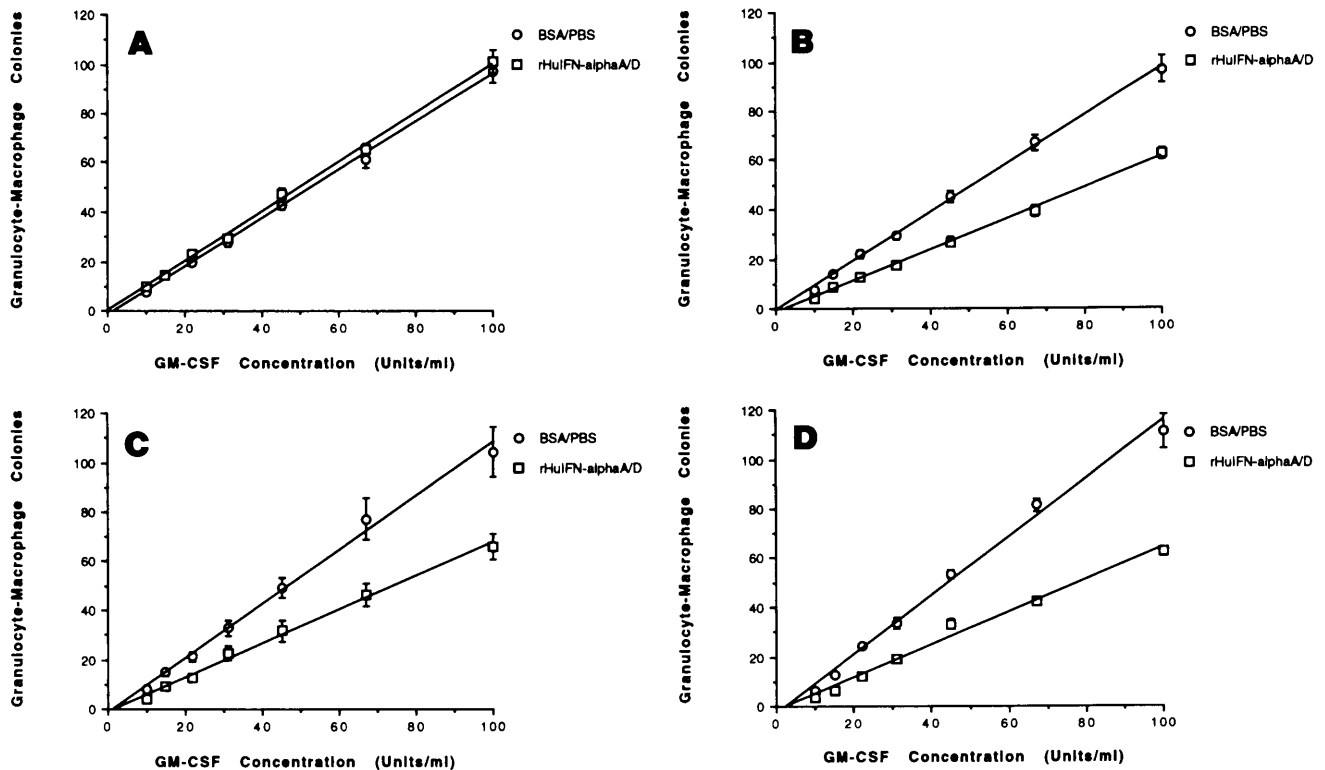 A
BSA/PBS
rHuIFN-alphaA/D
Granulocyte-Macrophage Colonies
120
100
80
60
40
20
0
0 20 40 60 80 100
GM-CSF Concentration (Units/ml)
B
BSA/PBS
rHuIFN-alphaA/D
Granulocyte-Macrophage Colonies
120
100
80
60
40
20
0
0 20 40 60 80 100
GM-CSF Concentration (Units/ml)
C
BSA/PBS
rHuIFN-alphaA/D
Granulocyte-Macrophage Colonies
120
100
80
60
40
20
0
0 20 40 60 80 100
GM-CSF Concentration (Units/ml)
D
BSA/PBS
rHuIFN-alphaA/D
Granulocyte-Macrophage Colonies
120
100
80
60
40
20
0
0 20 40 60 80 100
GM-CSF Concentration (Units/ml)